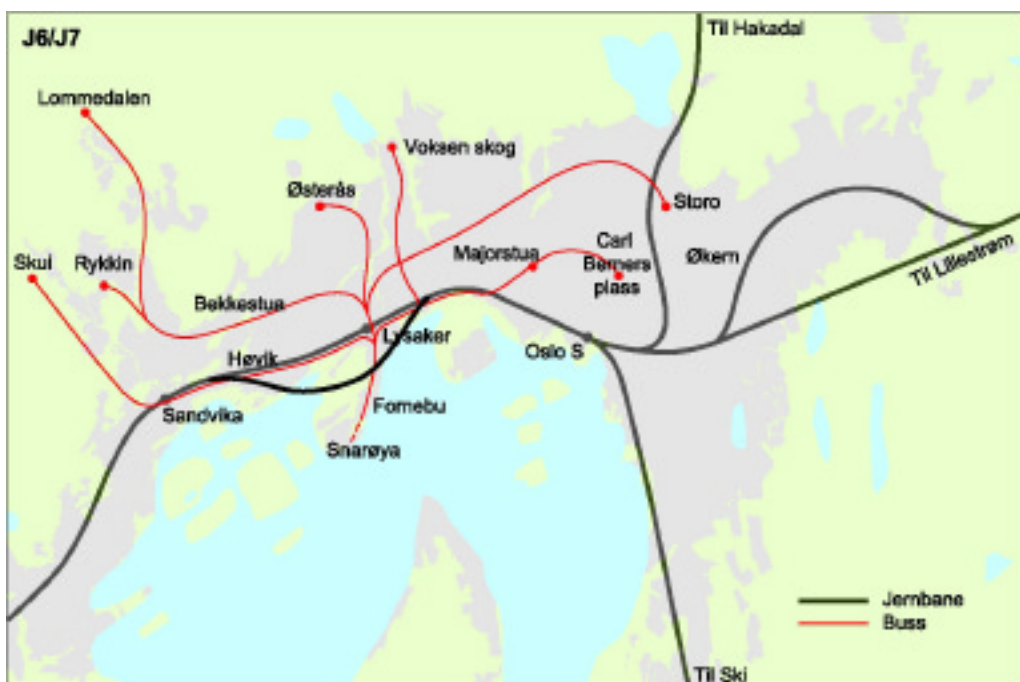 J6/J7
Til Hakadal
Lommedalen
Voksen skog
Østerås
Storo
Skui
Rykkin
Majorstua
Carl
Berners
plass
Økern
Til Lillestrøm
Bekkestua
Lysaker
Høvik
Oslo S
Sandvika
Fornebu
Snarøya
Jernbane
Buss
Til Ski